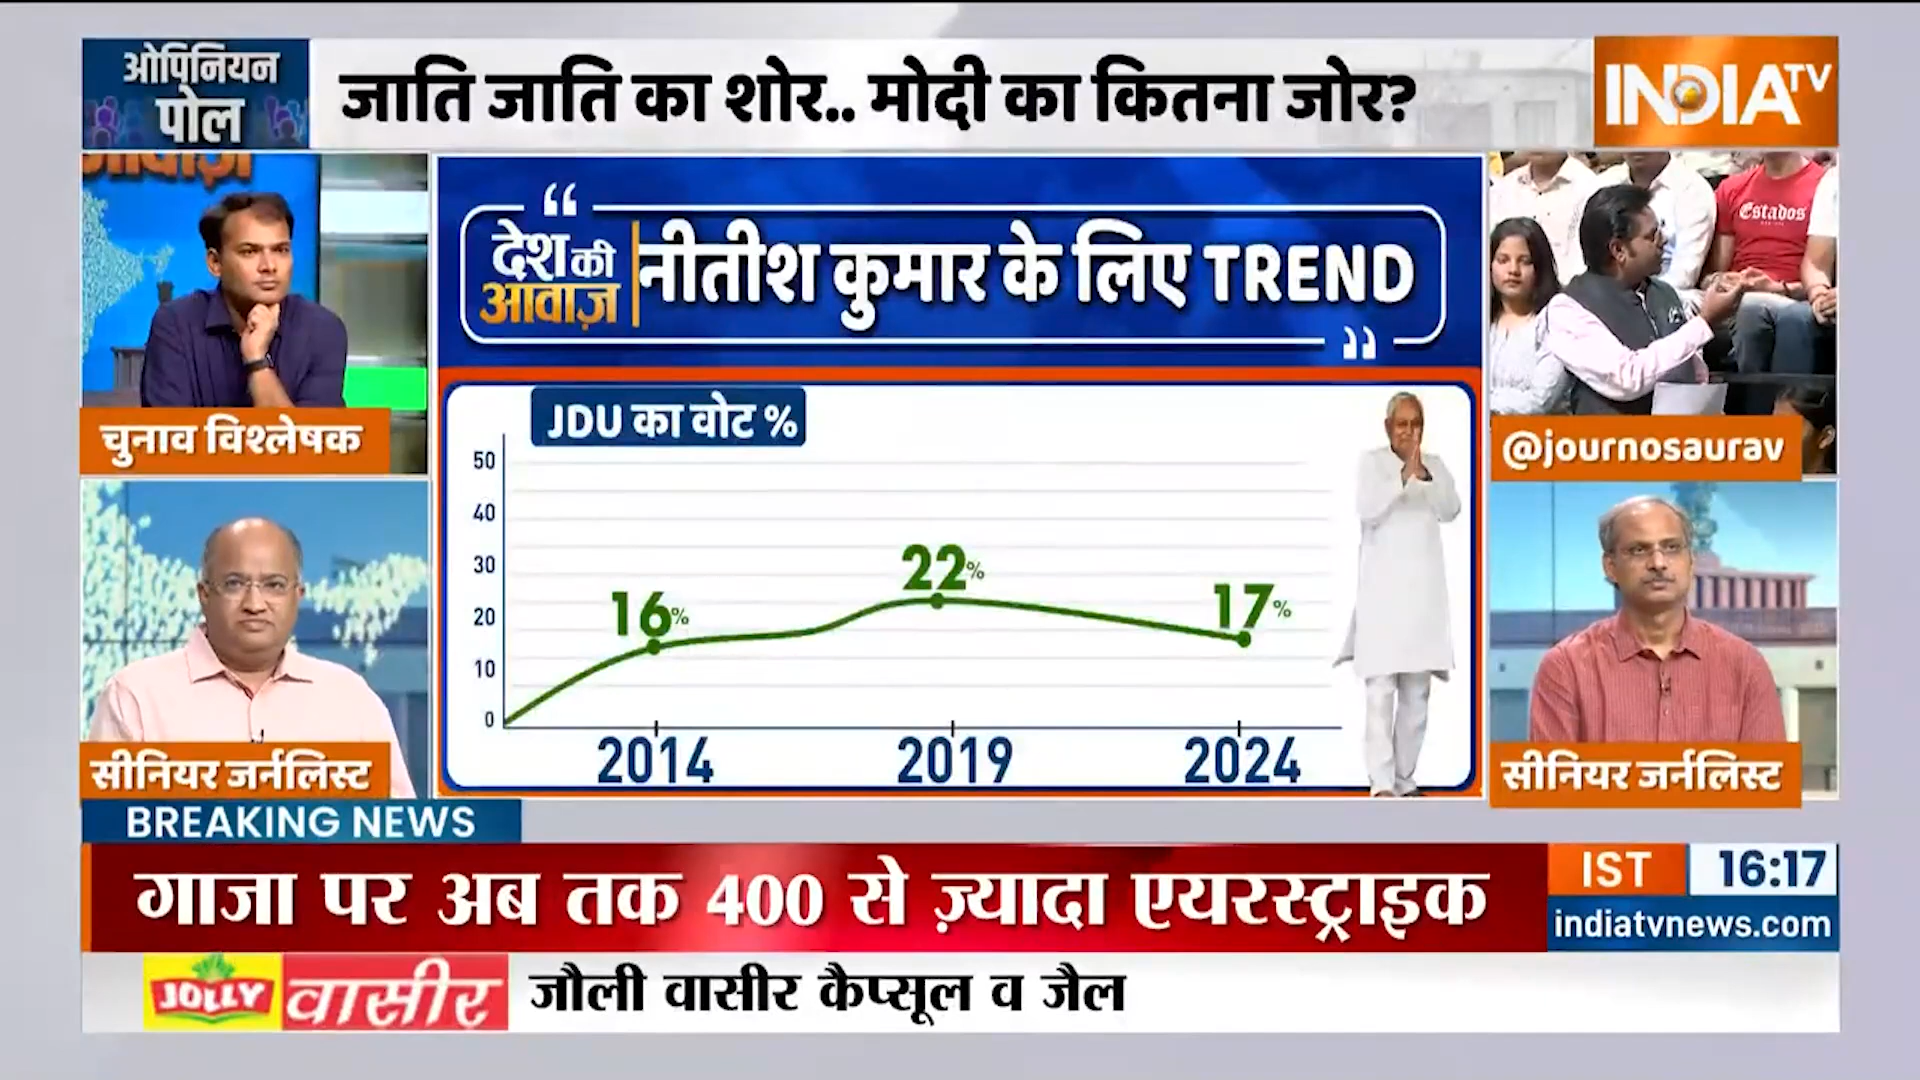 ओपिनियन
पोल
जाति जाति का शोर.. मोदी का कितना जोर?
INDIA TV
Estados
“
देश की
आवाज़
नीतीश कुमार के लिए TREND
”
JDU का वोट %
50
40
30
20
10
0
16%
22%
17%
2014
2019
2024
चुनाव विश्लेषक
@journosaurav
सीनियर जर्नलिस्ट
सीनियर जर्नलिस्ट
BREAKING NEWS
गाजा पर अब तक 400 से ज़्यादा एयरस्ट्राइक
IST
16:17
indiatvnews.com
JOLLY
वासीर
जौली वासीर कैप्सूल व जैल